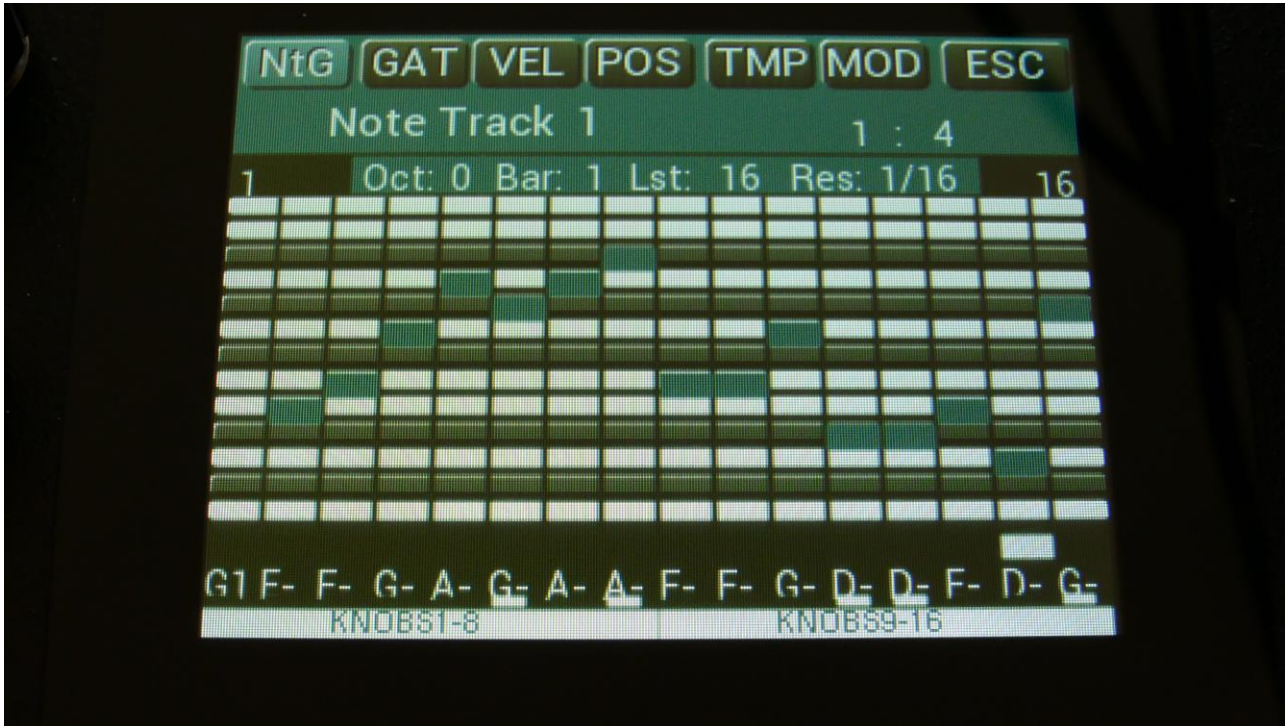 NtG GAT VEL POS TMP MOD ESC
Note Track 1 1 : 4
1 Oct: 0 Bar: 1 Lst: 16 Res: 1/16 16
G1 F- F- G- A- G- A- A- F- F- G- D- D- F- D- G-
KNOBS1-8 KNOBS9-16